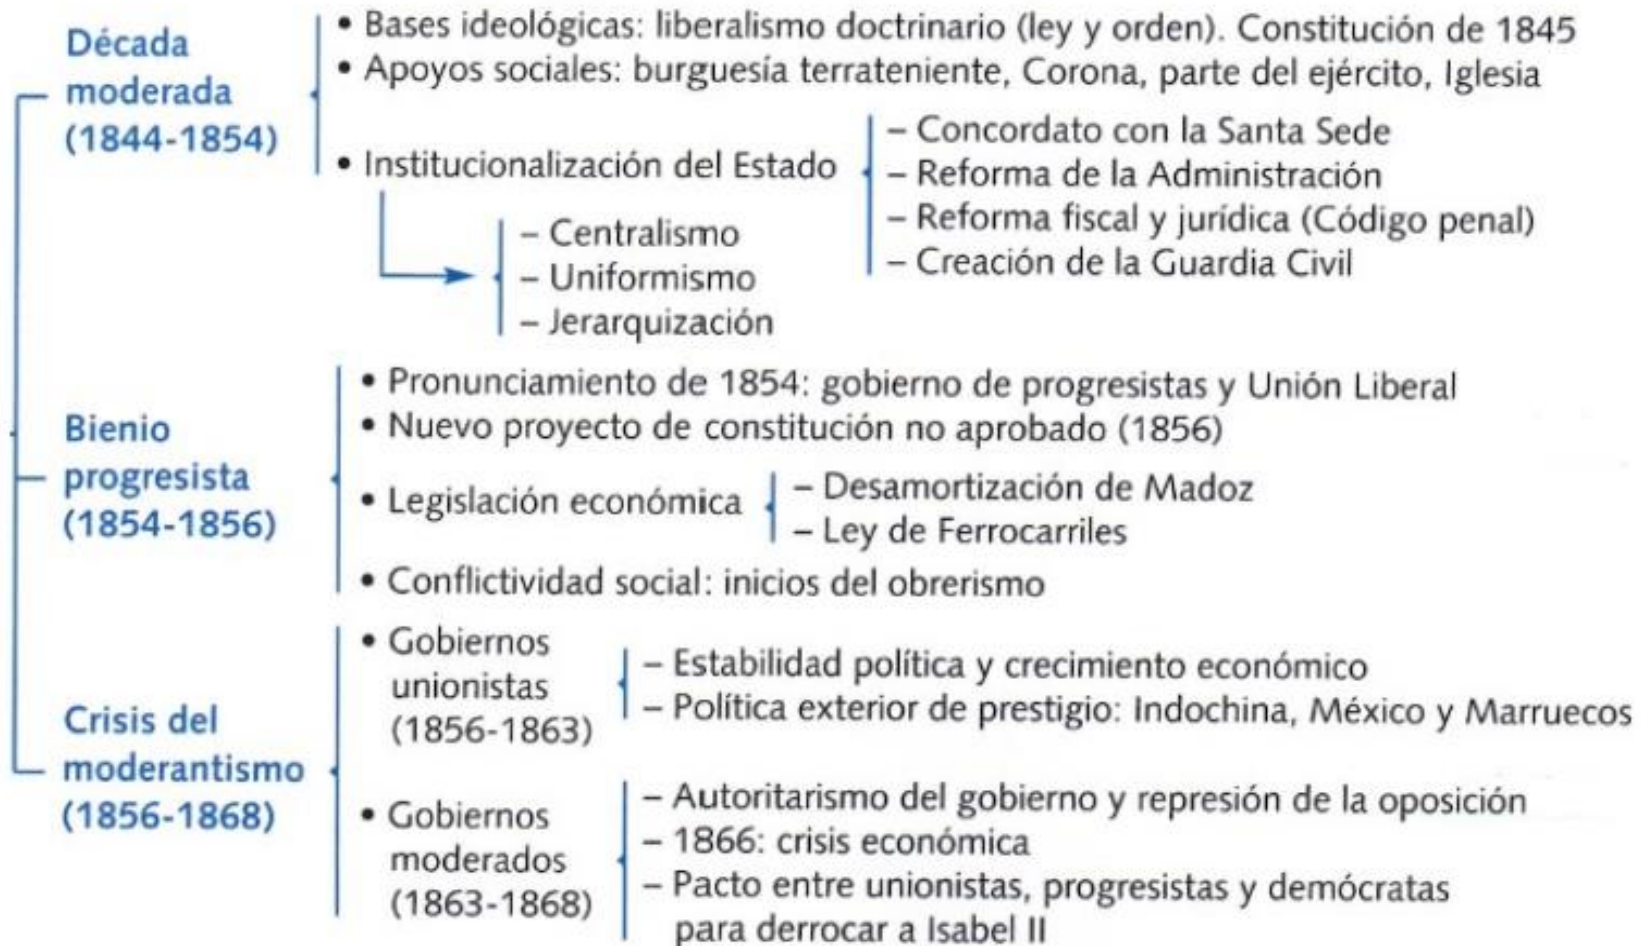 Década
moderada
(1844-1854)
• Bases ideológicas: liberalismo doctrinario (ley y orden). Constitución de 1845
• Apoyos sociales: burguesía terrateniente, Corona, parte del ejército, Iglesia
• Institucionalización del Estado
– Concordato con la Santa Sede
– Reforma de la Administración
– Reforma fiscal y jurídica (Código penal)
– Creación de la Guardia Civil
– Centralismo
– Uniformismo
– Jerarquización
Bienio
progresista
(1854-1856)
• Pronunciamiento de 1854: gobierno de progresistas y Unión Liberal
• Nuevo proyecto de constitución no aprobado (1856)
• Legislación económica
– Desamortización de Madoz
– Ley de Ferrocarriles
• Conflictividad social: inicios del obrerismo
Crisis del
moderantismo
(1856-1868)
• Gobiernos
unionistas
(1856-1863)
– Estabilidad política y crecimiento económico
– Política exterior de prestigio: Indochina, México y Marruecos
• Gobiernos
moderados
(1863-1868)
– Autoritarismo del gobierno y represión de la oposición
– 1866: crisis económica
– Pacto entre unionistas, progresistas y demócratas
para derrocar a Isabel II